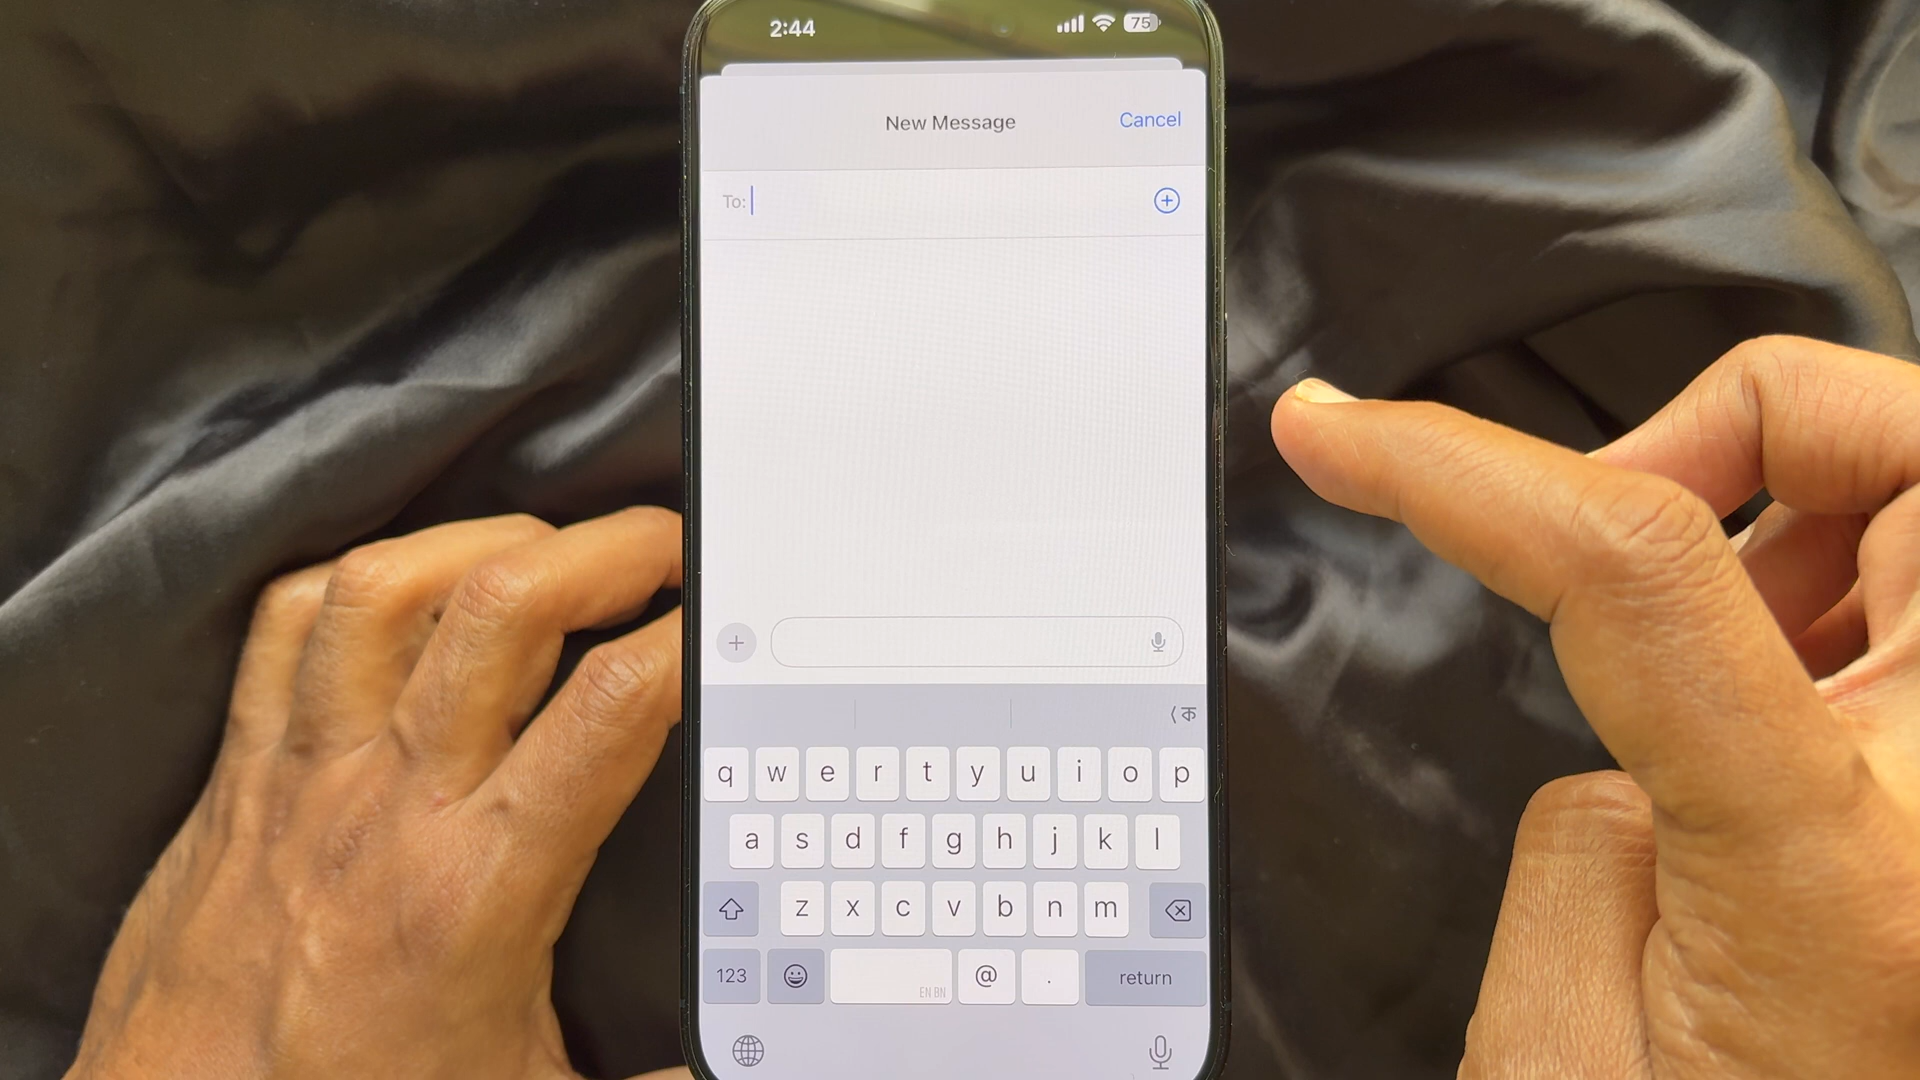 2:44 75
New Message Cancel
To:
ক
q w e r t y u i o p
a s d f g h j k l
z x c v b n m
123 EN BN @ . return